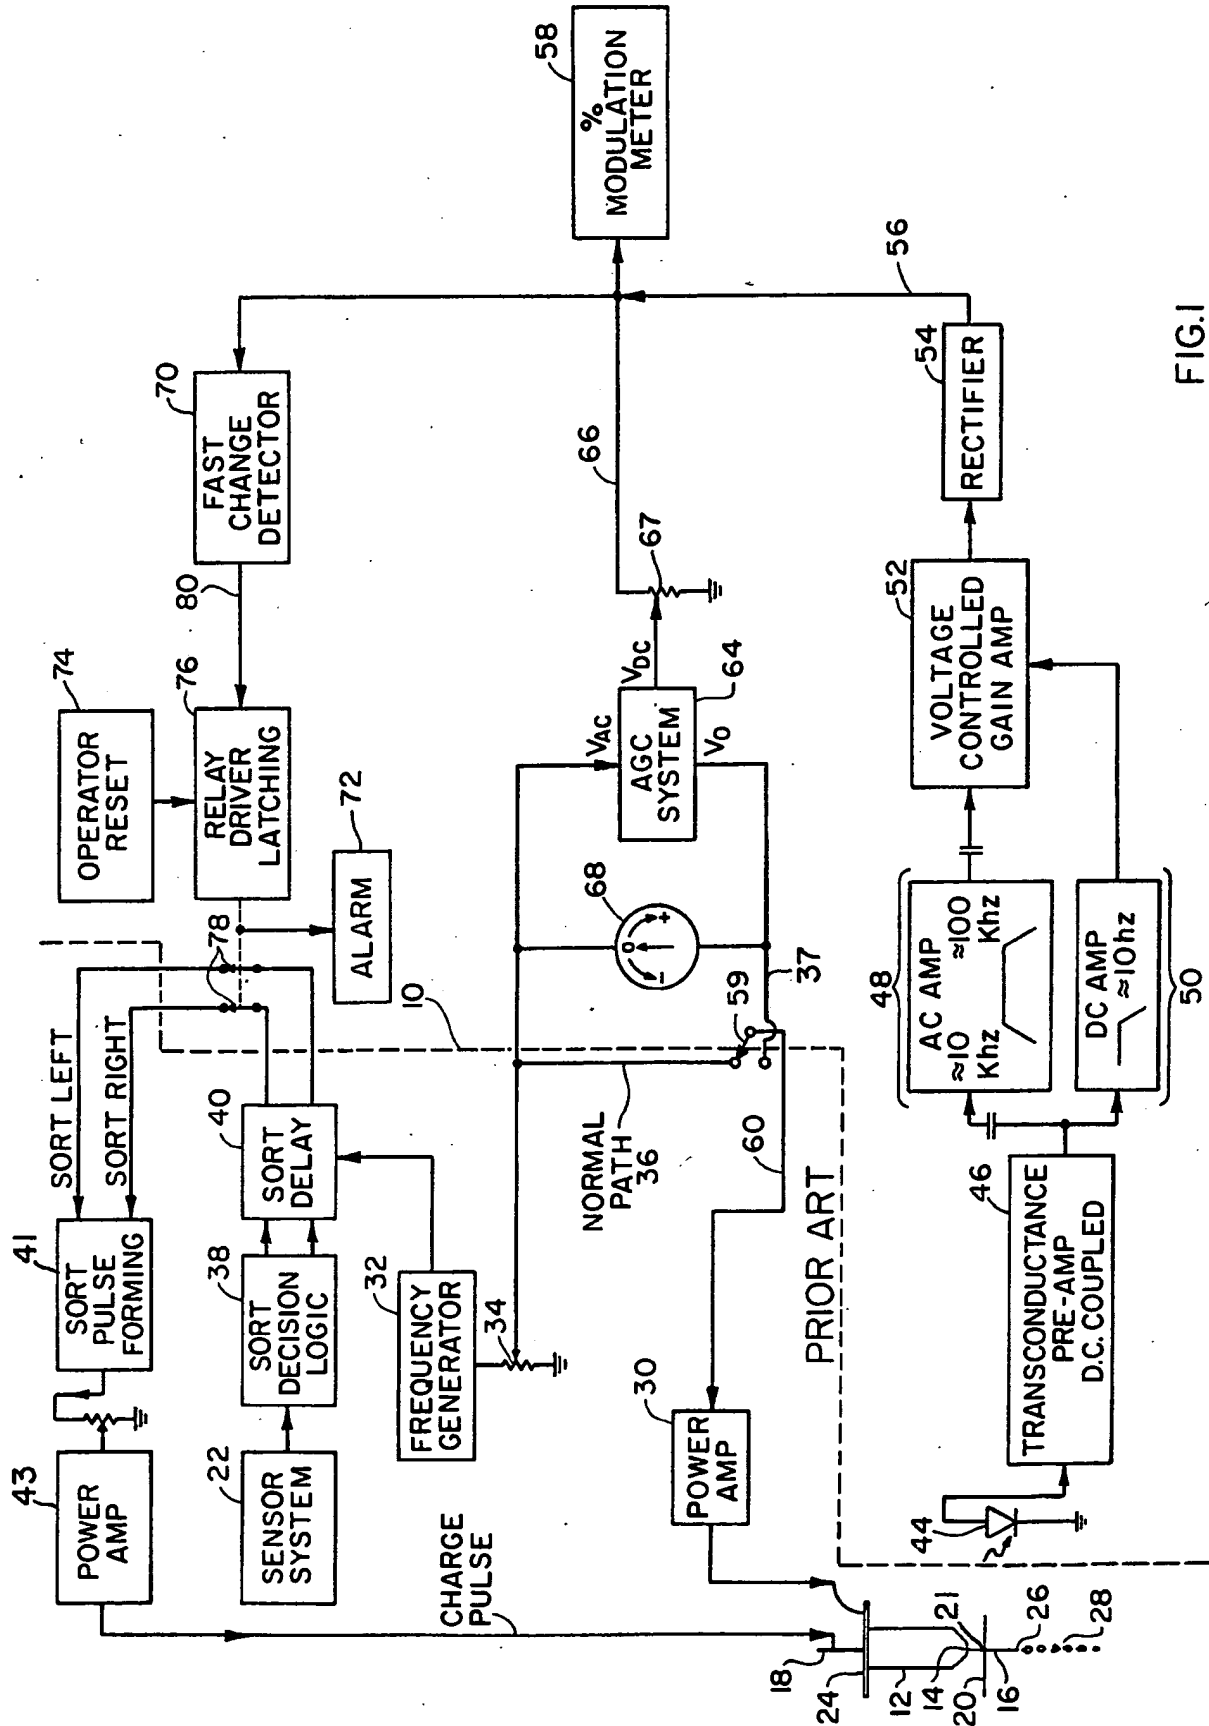 43
POWER
AMP
41
SORT
PULSE
FORMING
SORT LEFT
SORT RIGHT
78
74
OPERATOR
RESET
76
RELAY
DRIVER
LATCHING
80
70
FAST
CHANGE
DETECTOR
22
SENSOR
SYSTEM
38
SORT
DECISION
LOGIC
40
SORT
DELAY
72
ALARM
10
32
FREQUENCY
GENERATOR
34
CHARGE
PULSE
NORMAL
PATH
36
59
37
68
- 0 +
VAC
AGC
SYSTEM
64
VDC
VO
67
66
58
%
MODULATION
METER
30
POWER
AMP
60
PRIOR ART
18
24
12
14
21
20
16
26
28
44
46
TRANSCONDUCTANCE
PRE-AMP
D.C. COUPLED
48
AC AMP
≈10
Khz
≈100
Khz
DC AMP
≈10hz
50
52
VOLTAGE
CONTROLLED
GAIN AMP
54
RECTIFIER
56
FIG.1